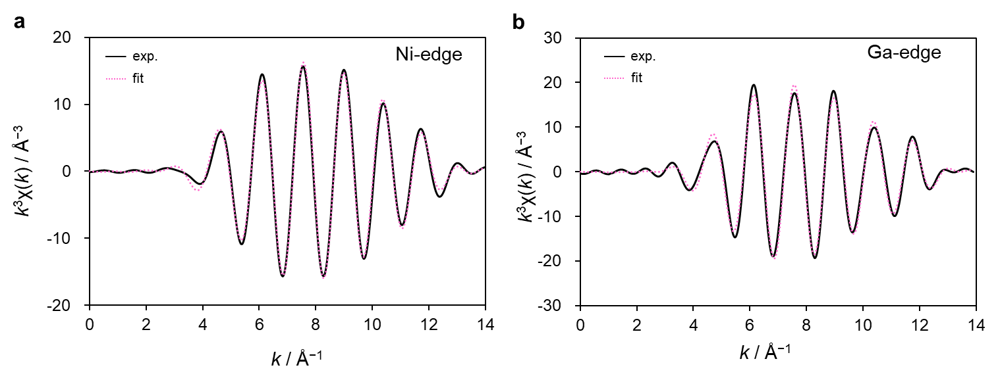 a
20
10
0
-10
-20
exp.
fit
Ni-edge
k³χ(k) / Å⁻³
0 2 4 6 8 10 12 14
k / Å⁻¹
b
30
20
10
0
-10
-20
-30
exp.
fit
Ga-edge
k³χ(k) / Å⁻³
0 2 4 6 8 10 12 14
k / Å⁻¹